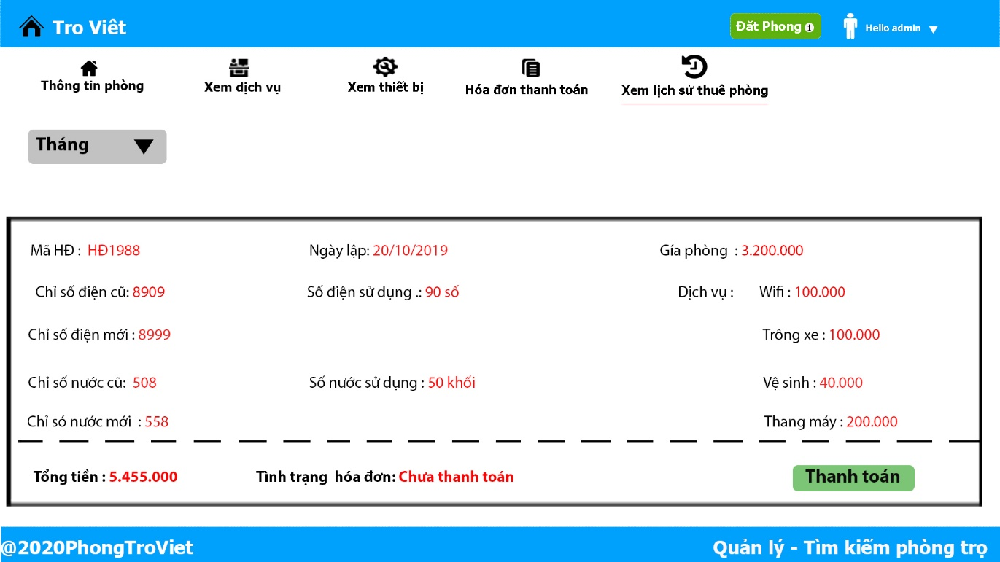 Tro Viêt
Đăt Phong 1
Hello admin
Thông tin phòng
Xem dịch vụ
Xem thiết bị
Hóa đơn thanh toán
Xem lịch sử thuê phòng
Tháng
Mã HĐ : HĐ1988
Ngày lập: 20/10/2019
Gía phòng : 3.200.000
Chỉ số điện cũ: 8909
Số điện sử dụng .: 90 số
Dịch vụ : Wifi : 100.000
Chỉ số điện mới : 8999
Trông xe : 100.000
Chỉ số nước cũ: 508
Số nước sử dụng : 50 khối
Vệ sinh : 40.000
Chỉ só nước mới : 558
Thang máy : 200.000
Tổng tiền : 5.455.000
Tình trạng hóa đơn: Chưa thanh toán
Thanh toán
@2020PhongTroViet
Quản lý - Tìm kiếm phòng trọ